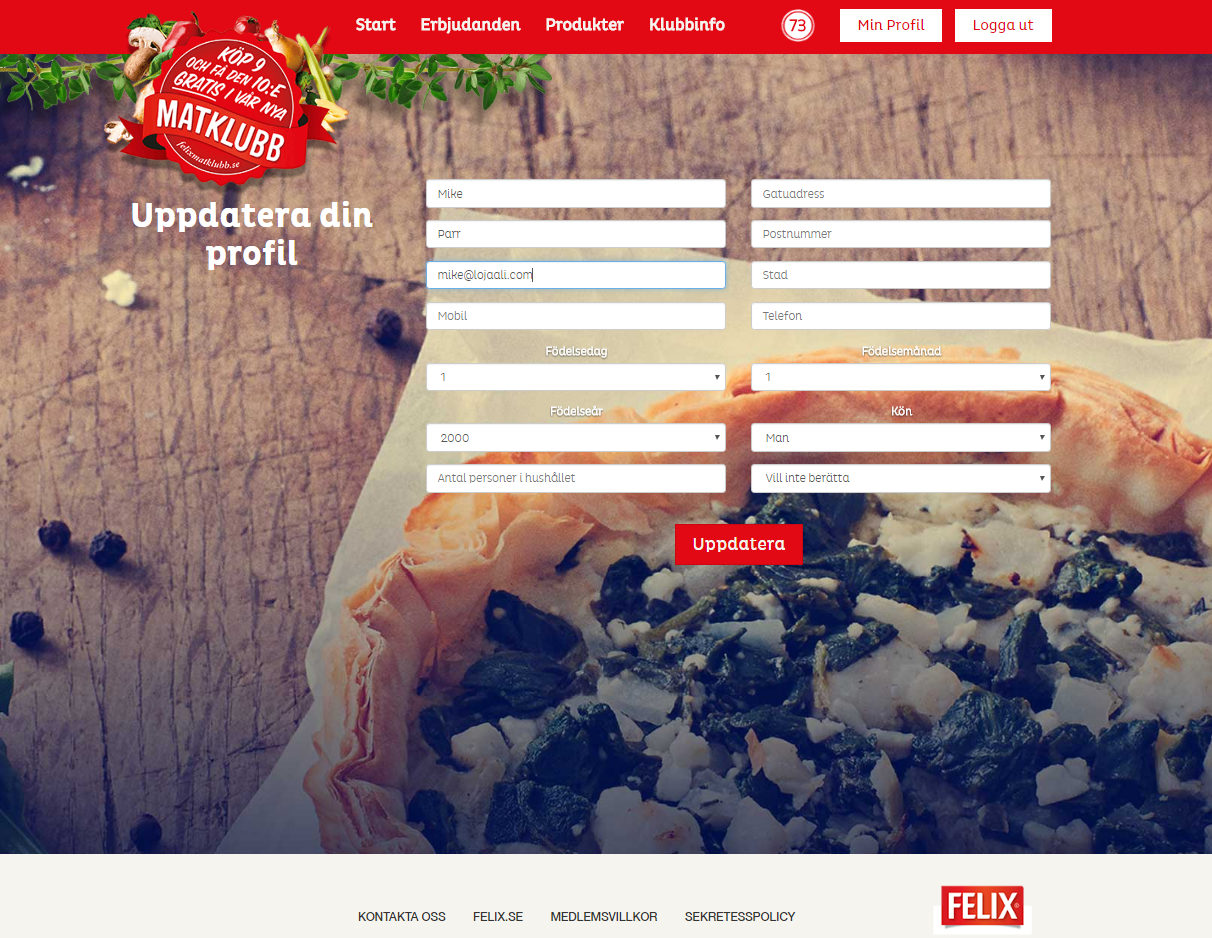 Start Erbjudanden Produkter Klubbinfo 73 Min Profil Logga ut
KÖP 9
OCH FÅ DEN 10:E
GRATIS I VÅR NYA
MATKLUBB
felixmatklubb.se
Uppdatera din
profil
Mike Gatuadress
Parr Postnummer
mike@lojaali.com Stad
Mobil Telefon
Födelsedag Födelsemånad
1 1
Födelseår Kön
2000 Man
Antal personer i hushållet Vill inte berätta
Uppdatera
KONTAKTA OSS FELIX.SE MEDLEMSVILLKOR SEKRETESSPOLICY
FELIX